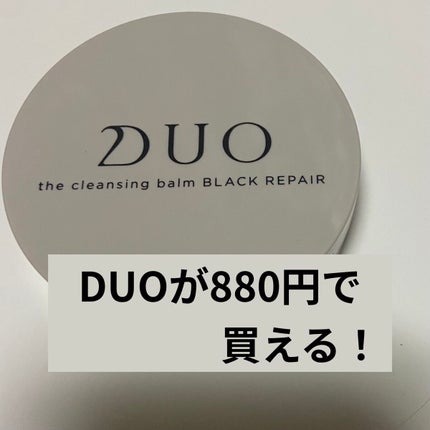 DUO
the cleansing balm BLACK REPAIR
DUOが880円で
買える！